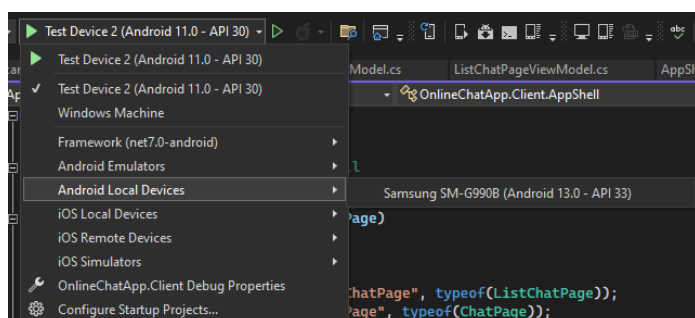 Test Device 2 (Android 11.0 - API 30)
Test Device 2 (Android 11.0 - API 30)
Model.cs
ListChatPageViewModel.cs
AppSh
Test Device 2 (Android 11.0 - API 30)
OnlineChatApp.Client.AppShell
Windows Machine
Framework (net7.0-android)
Android Emulators
Android Local Devices
Samsung SM-G990B (Android 13.0 - API 33)
iOS Local Devices
Page)
iOS Remote Devices
iOS Simulators
OnlineChatApp.Client Debug Properties
ChatPage", typeof(ListChatPage));
Configure Startup Projects...
Page", typeof(ChatPage));